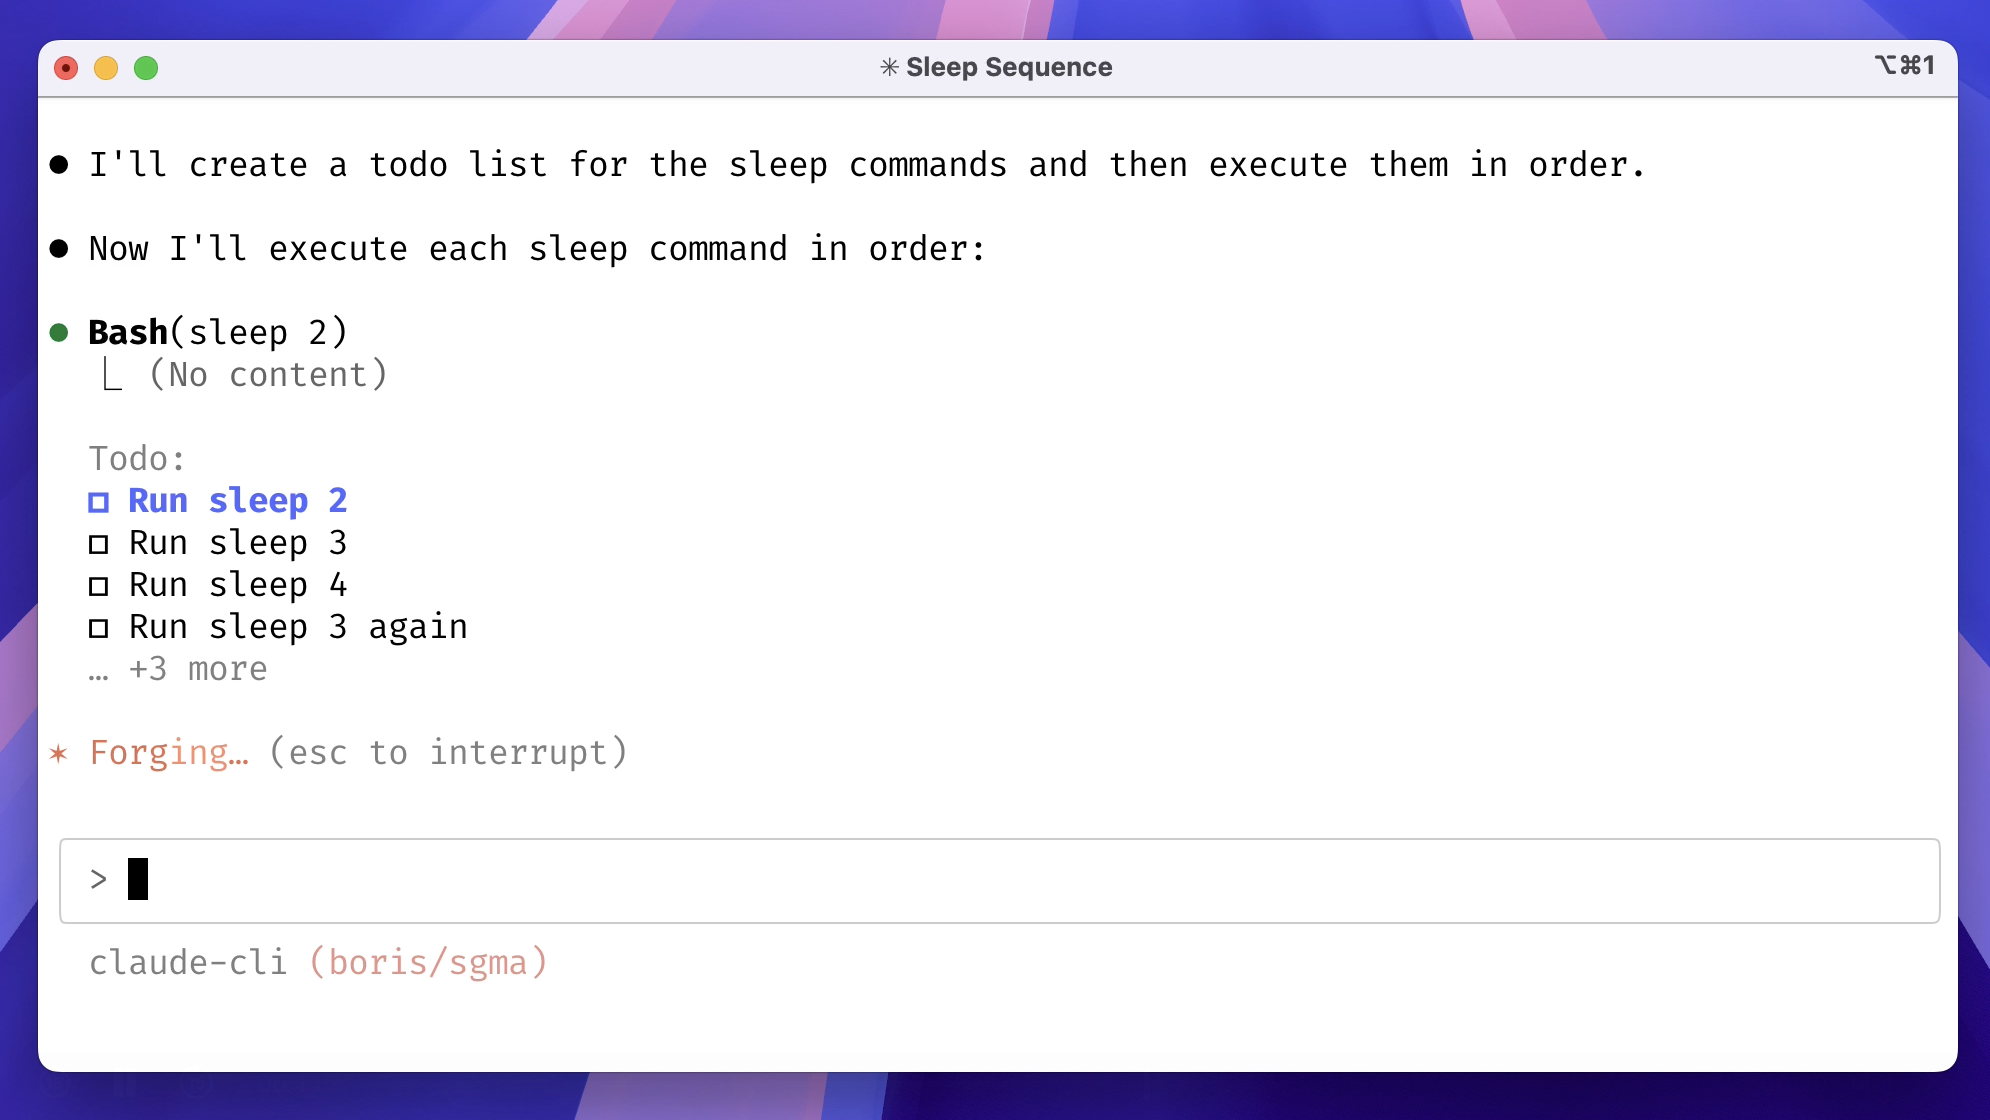 ✳ Sleep Sequence
⌥⌘1
● I'll create a todo list for the sleep commands and then execute them in order.
● Now I'll execute each sleep command in order:
● Bash(sleep 2)
⎿ (No content)
Todo:
☐ Run sleep 2
☐ Run sleep 3
☐ Run sleep 4
☐ Run sleep 3 again
… +3 more
✶ Forging… (esc to interrupt)
>
claude-cli (boris/sgma)